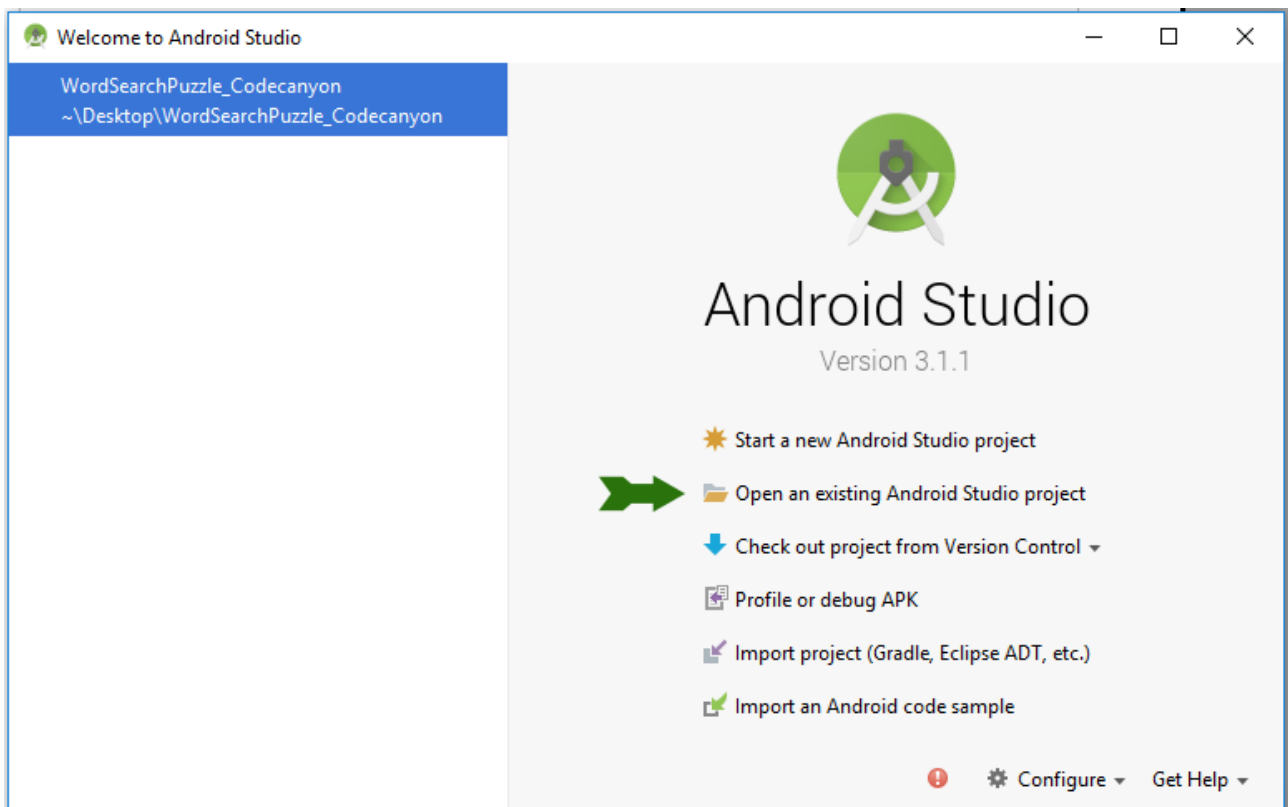 Welcome to Android Studio
WordSearchPuzzle_Codecanyon
~\Desktop\WordSearchPuzzle_Codecanyon
Android Studio
Version 3.1.1
Start a new Android Studio project
Open an existing Android Studio project
Check out project from Version Control
Profile or debug APK
Import project (Gradle, Eclipse ADT, etc.)
Import an Android code sample
Configure Get Help